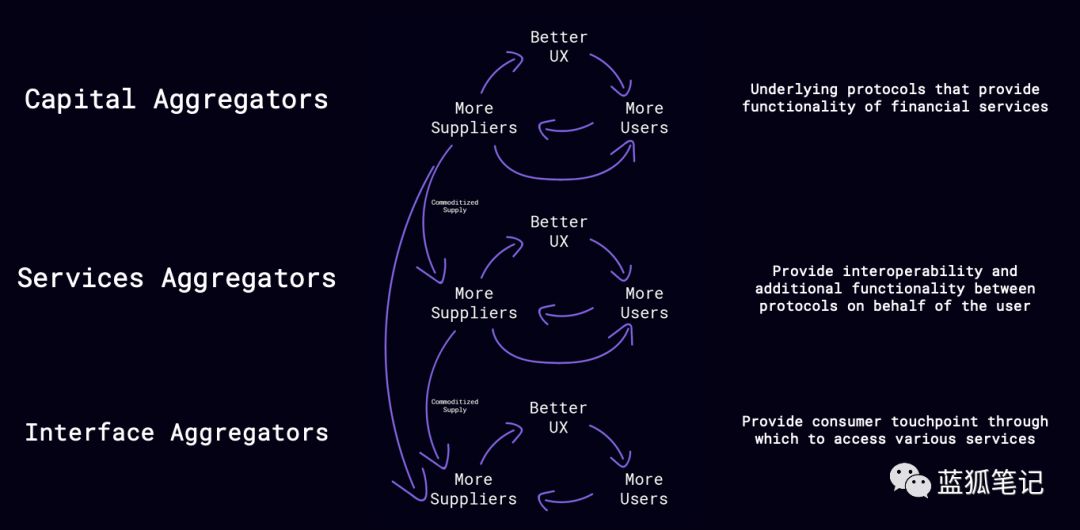 Better
UX
Capital Aggregators
More
Suppliers
More
Users
Underlying protocols that provide
functionality of financial services
Commoditized
Supply
Better
UX
Services Aggregators
More
Suppliers
More
Users
Provide interoperability and
additional functionality between
protocols on behalf of the user
Commoditized
Supply
Better
UX
Interface Aggregators
More
Suppliers
More
Users
Provide consumer touchpoint through
which to access various services
蓝狐笔记